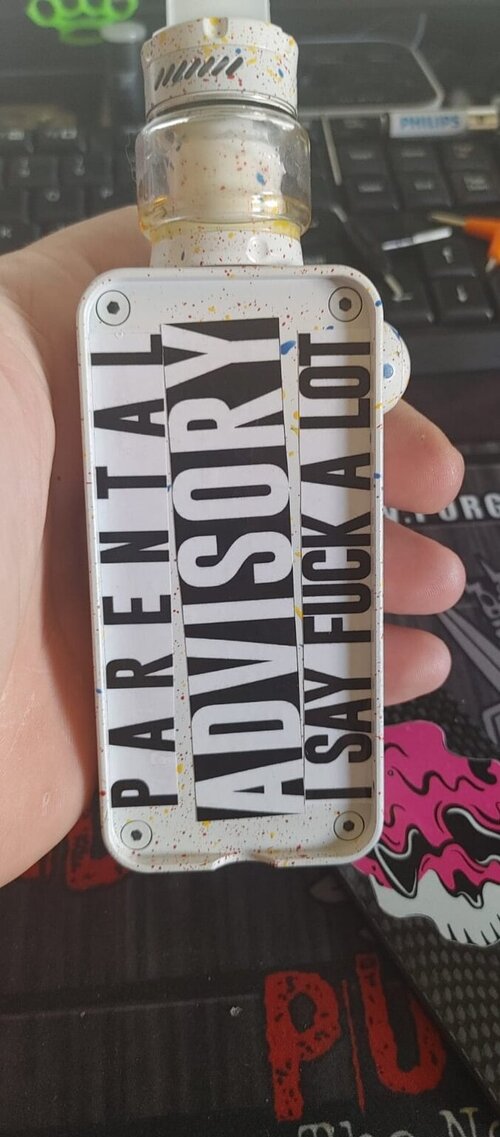 PARENTAL
ADVISORY
I SAY FUCK A LOT
PHILIPS